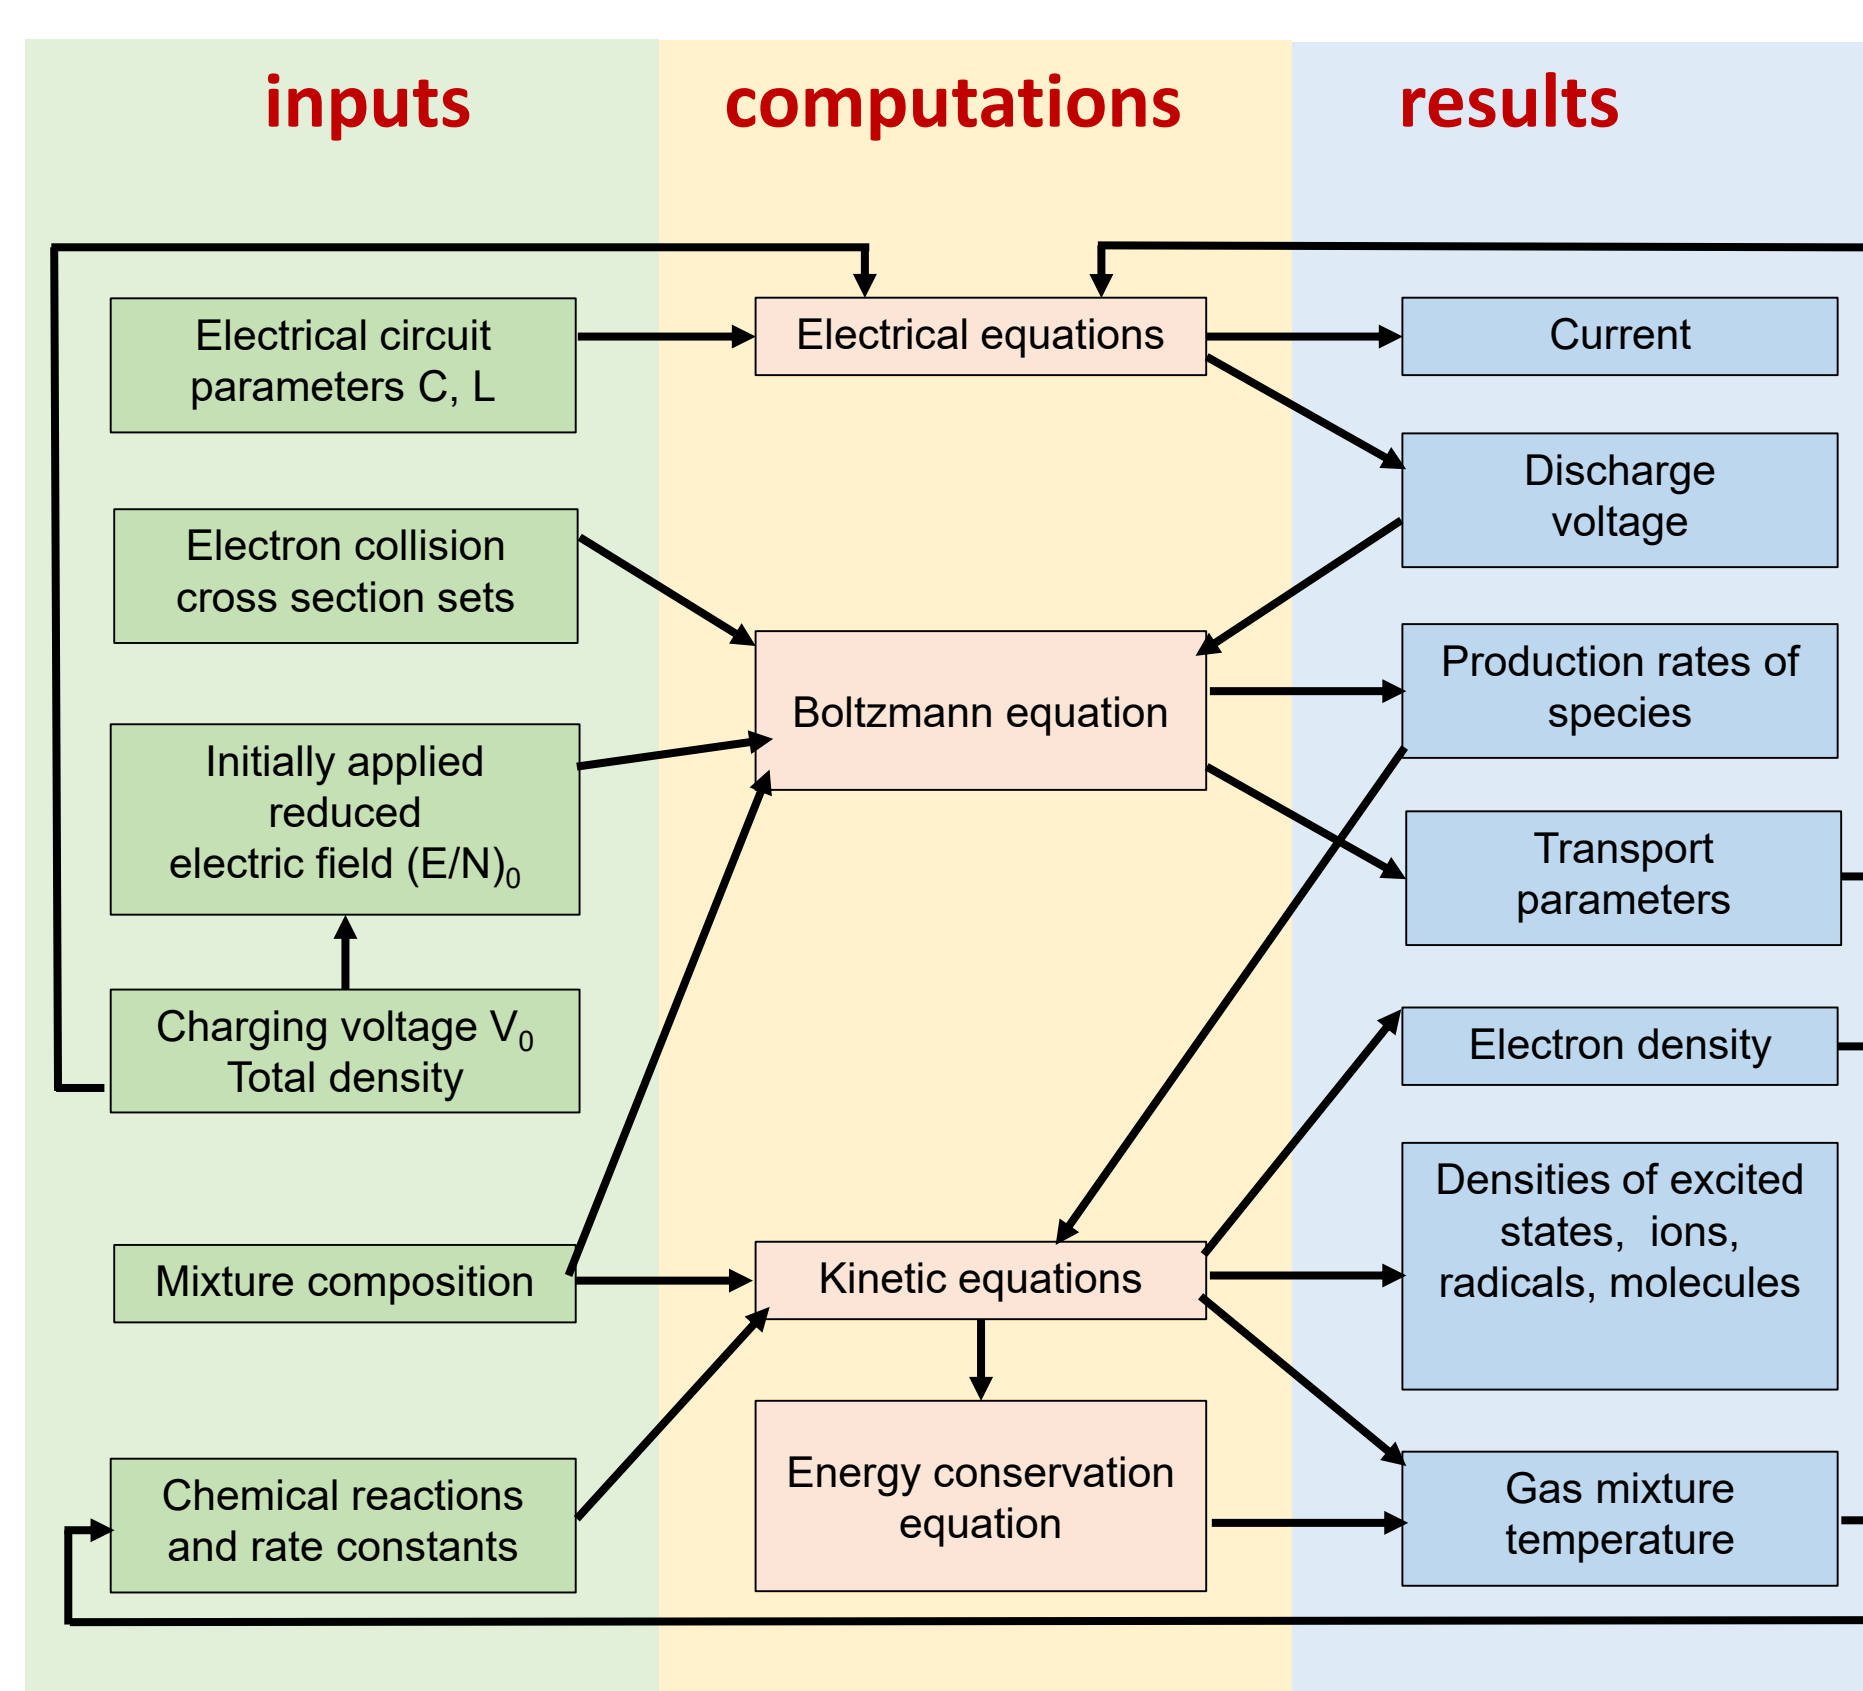 inputs
computations
results
Electrical circuit
parameters C, L
Electrical equations
Current
Discharge
voltage
Electron collision
cross section sets
Boltzmann equation
Production rates of
species
Initially applied
reduced
electric field (E/N)₀
Transport
parameters
Charging voltage V₀
Total density
Electron density
Densities of excited
states, ions,
radicals, molecules
Mixture composition
Kinetic equations
Chemical reactions
and rate constants
Energy conservation
equation
Gas mixture
temperature